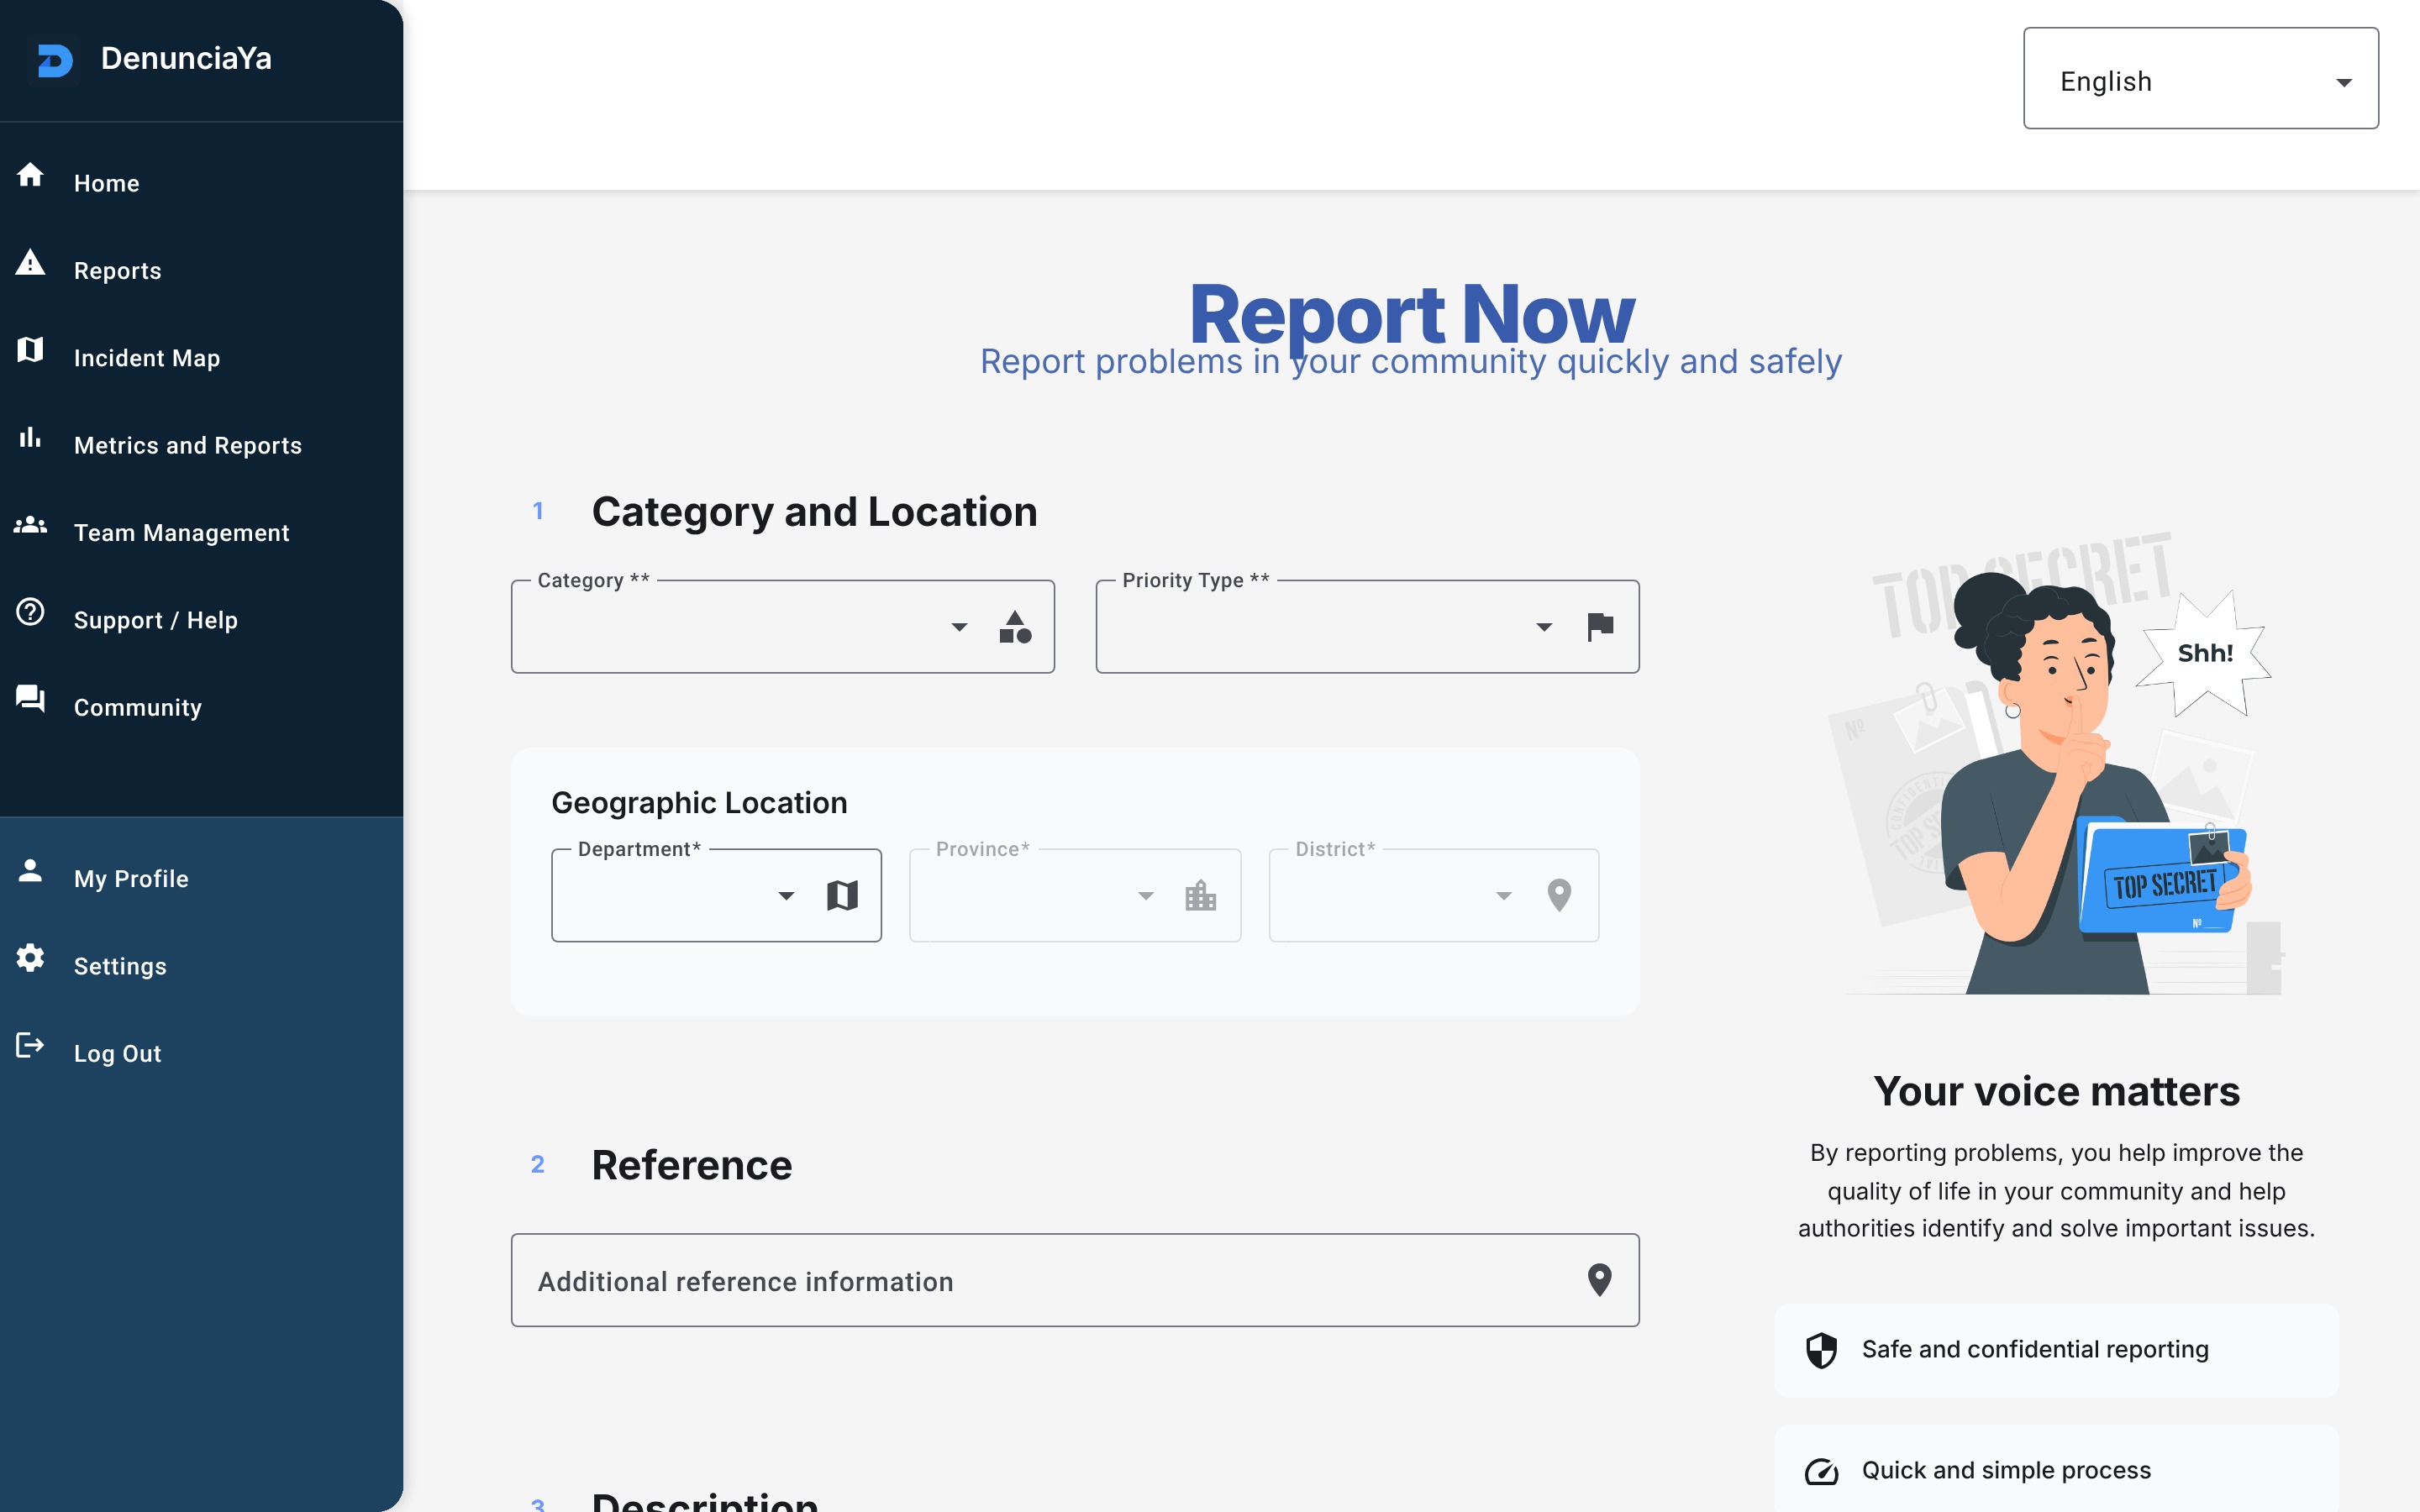 DenunciaYa
English
Home
Reports
Incident Map
Metrics and Reports
Team Management
Support / Help
Community
My Profile
Settings
Log Out
Report Now
Report problems in your community quickly and safely
1 Category and Location
Category **
Priority Type **
Geographic Location
Department*
Province*
District*
2 Reference
Additional reference information
3 Description
TOP SECRET
Shh!
Nº
TOP SECRET
Nº
Your voice matters
By reporting problems, you help improve the
quality of life in your community and help
authorities identify and solve important issues.
Safe and confidential reporting
Quick and simple process